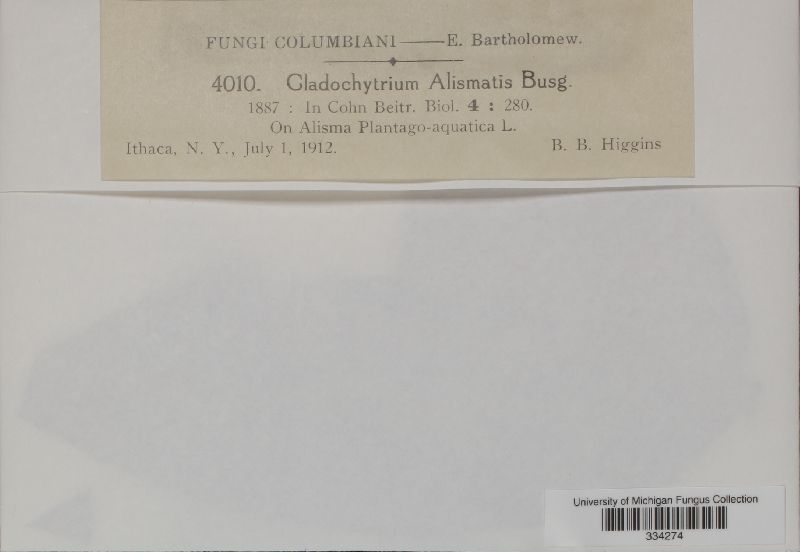 FUNGI COLUMBIANI——E. Bartholomew.
4010. Cladochytrium Alismatis Busg.
1887 : In Cohn Beitr. Biol. 4 : 280.
On Alisma Plantago-aquatica L.
Ithaca, N. Y., July 1, 1912. B. B. Higgins
University of Michigan Fungus Collection
334274